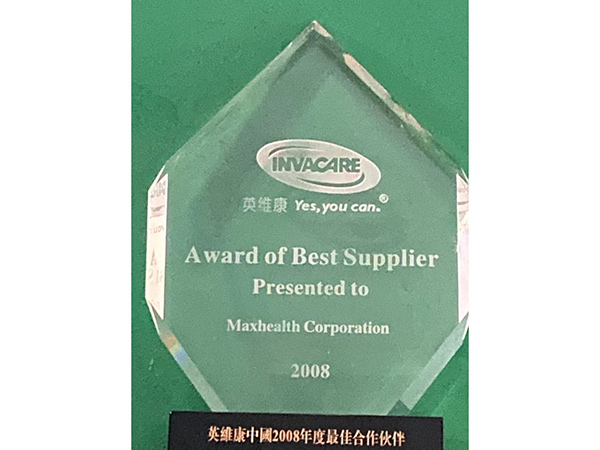 INVACARE
英维康 Yes, you can.®
Award of Best Supplier
Presented to
Maxhealth Corporation
2008
英維康中國2008年度最佳合作伙伴